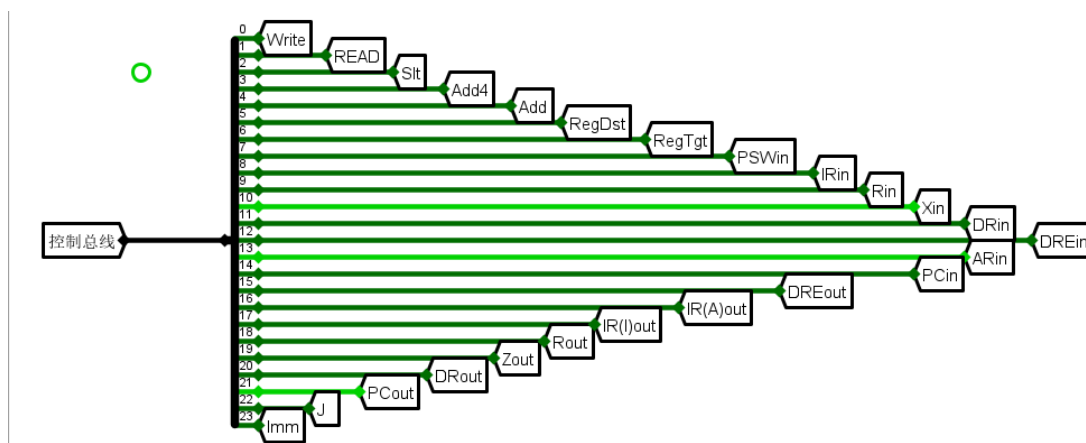 0 Write
1 READ
2 Slt
3 Add4
4 Add
5 RegDst
6 RegTgt
7 PSWin
8 IRin
9 Rin
10 Xin
11 DRin
控制总线
12 DREin
13 ARin
14 PCin
15 DREout
16 IR(A)out
17 IR(I)out
18 Rout
19 Zout
20 DRout
21 PCout
22 J
23 Imm